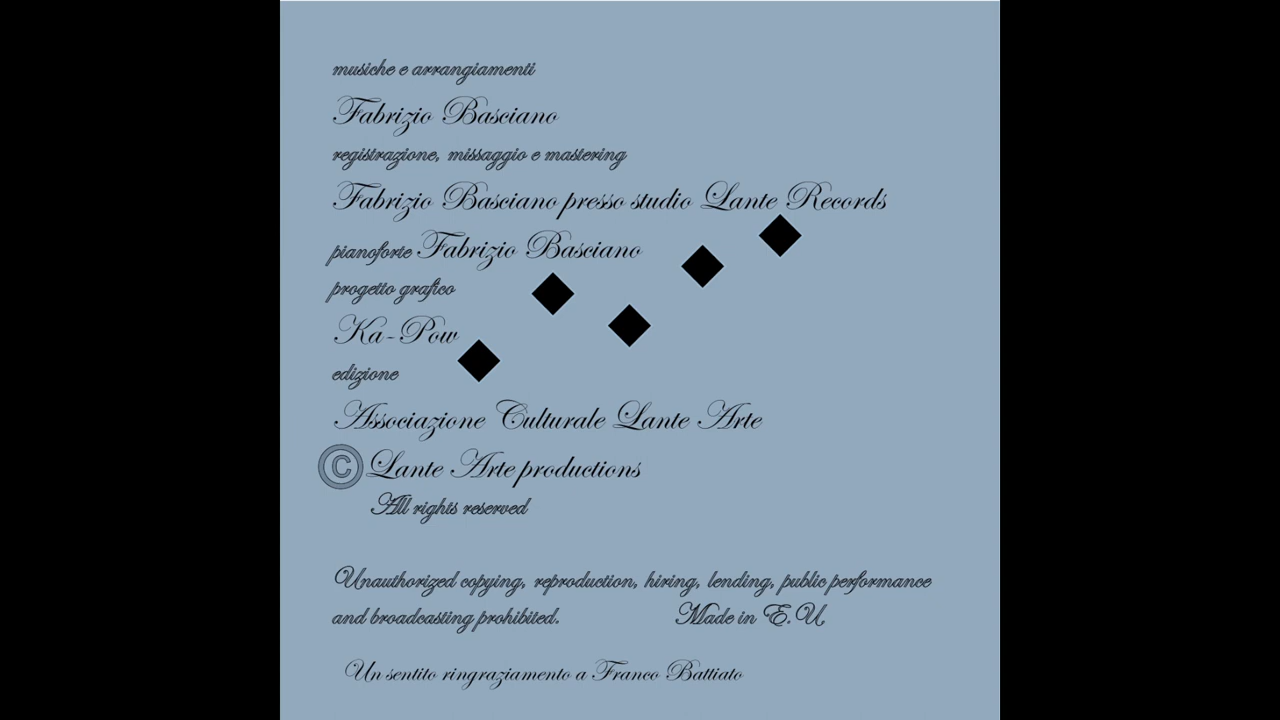 musiche e arrangiamenti
Fabrizio Basciano
registrazione, missaggio e mastering
Fabrizio Basciano presso studio Lante Records
pianoforte Fabrizio Basciano
progetto grafico
Ka-Pow
edizione
Associazione Culturale Lante Arte
© Lante Arte productions
All rights reserved
Unauthorized copying, reproduction, hiring, lending, public performance
and broadcasting prohibited. Made in E.U.
Un sentito ringraziamento a Franco Battiato